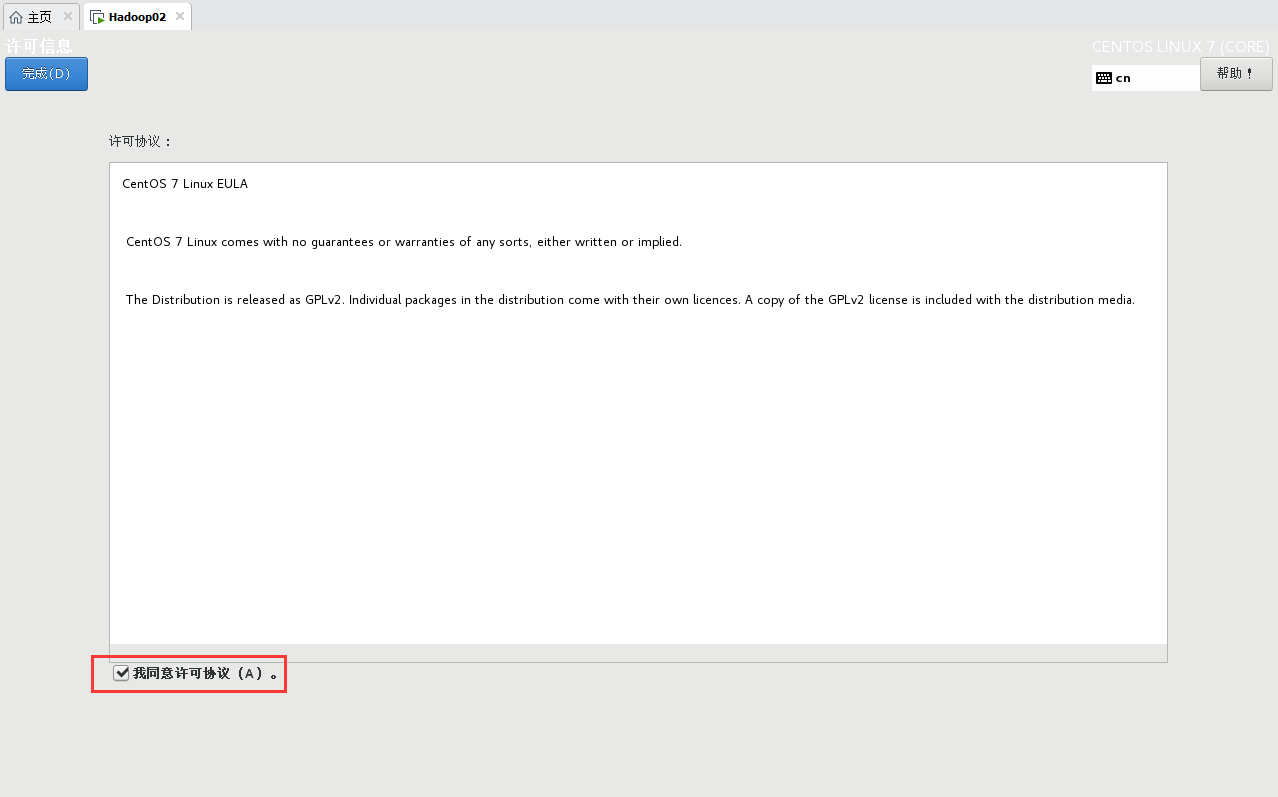 主页
Hadoop02
许可信息
CENTOS LINUX 7 (CORE)
完成(D)
cn
帮助！
许可协议：
CentOS 7 Linux EULA
CentOS 7 Linux comes with no guarantees or warranties of any sorts, either written or implied.
The Distribution is released as GPLv2. Individual packages in the distribution come with their own licences. A copy of the GPLv2 license is included with the distribution media.
我同意许可协议（A）。